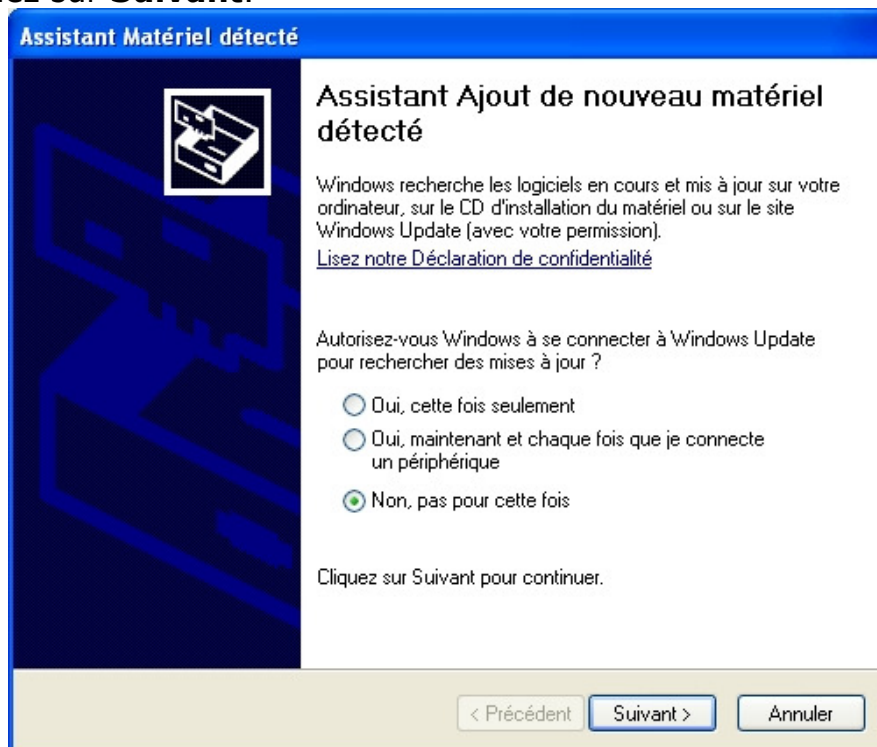 sur Suivant.
Assistant Matériel détecté
Assistant Ajout de nouveau matériel
détecté
Windows recherche les logiciels en cours et mis à jour sur votre
ordinateur, sur le CD d'installation du matériel ou sur le site
Windows Update (avec votre permission).
Lisez notre Déclaration de confidentialité
Autorisez-vous Windows à se connecter à Windows Update
pour rechercher des mises à jour ?
Oui, cette fois seulement
Oui, maintenant et chaque fois que je connecte
un périphérique
Non, pas pour cette fois
Cliquez sur Suivant pour continuer.
< Précédent Suivant > Annuler